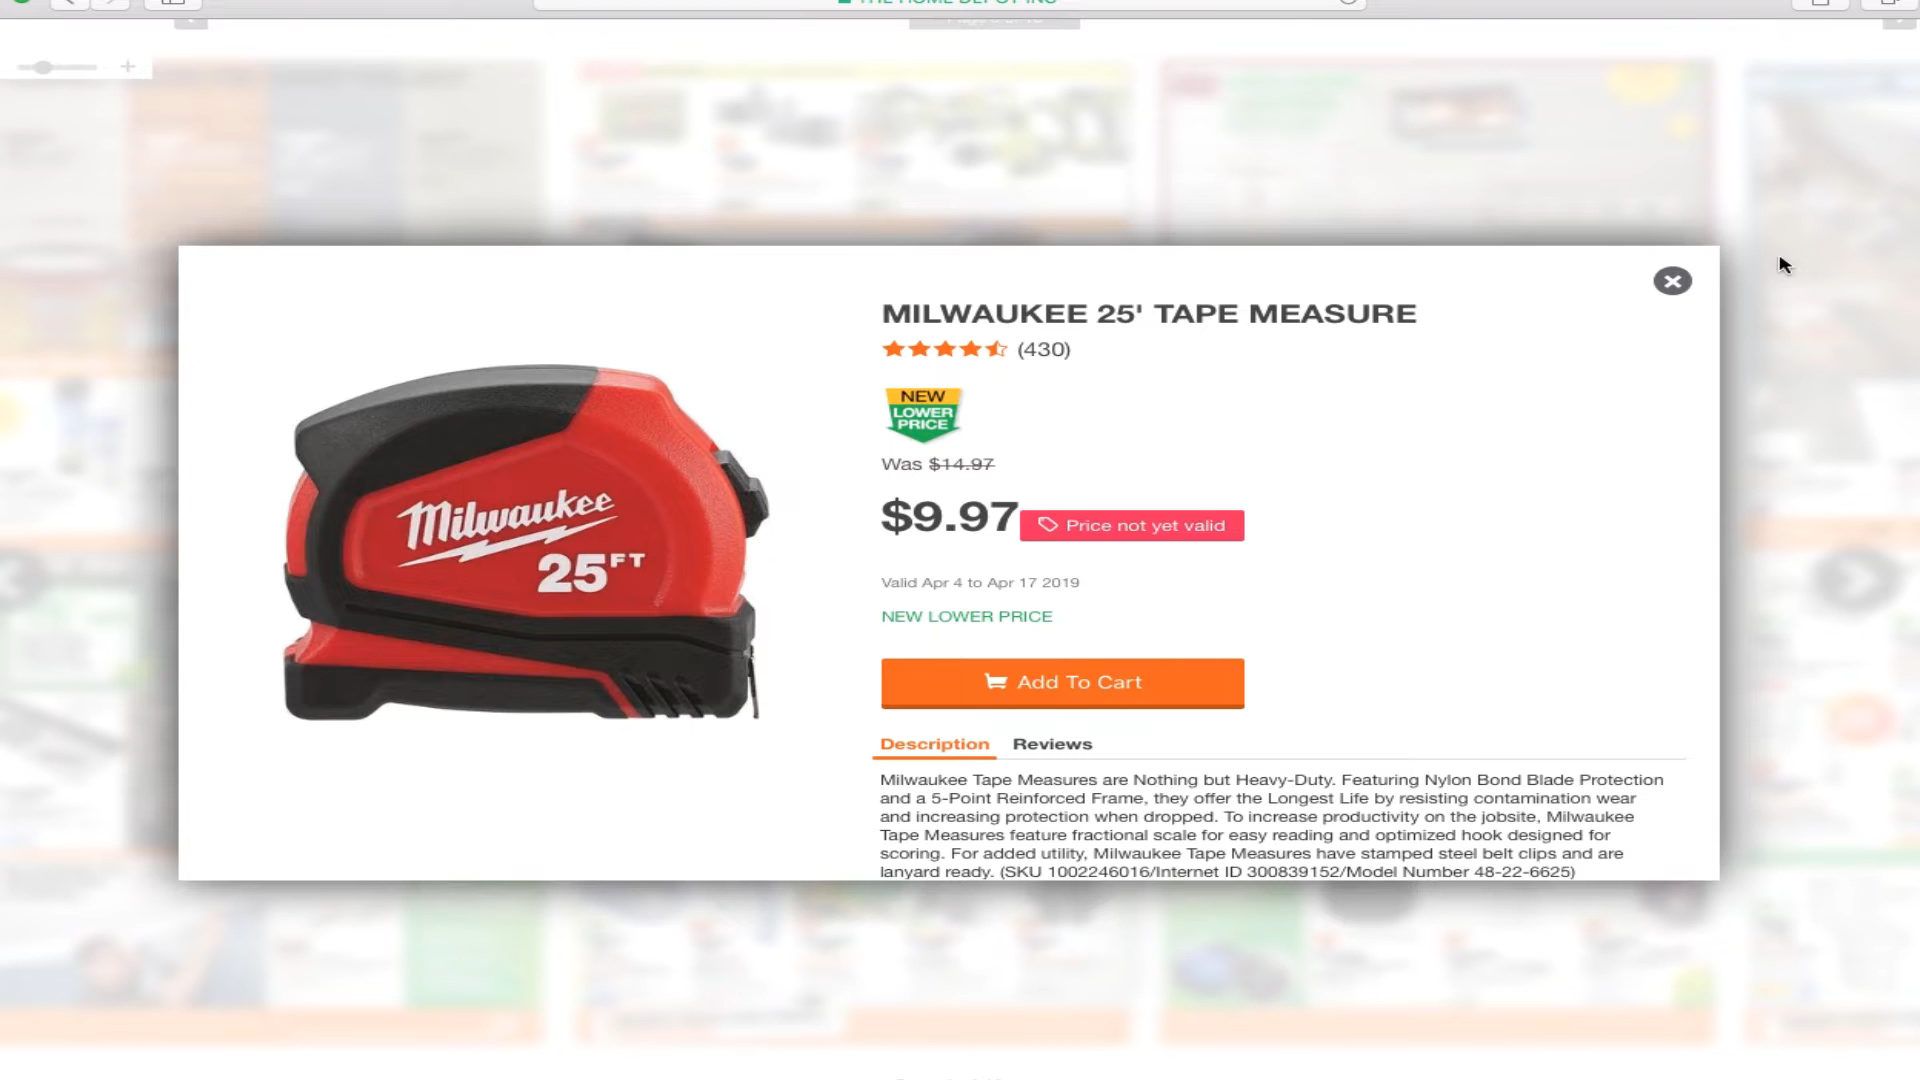 THE HOME DEPOT INC
MILWAUKEE 25' TAPE MEASURE
(430)
NEW
LOWER
PRICE
Was $14.97
$9.97 Price not yet valid
Valid Apr 4 to Apr 17 2019
NEW LOWER PRICE
Add To Cart
Description Reviews
Milwaukee Tape Measures are Nothing but Heavy-Duty. Featuring Nylon Bond Blade Protection
and a 5-Point Reinforced Frame, they offer the Longest Life by resisting contamination wear
and increasing protection when dropped. To increase productivity on the jobsite, Milwaukee
Tape Measures feature fractional scale for easy reading and optimized hook designed for
scoring. For added utility, Milwaukee Tape Measures have stamped steel belt clips and are
lanyard ready. (SKU 1002246016/Internet ID 300839152/Model Number 48-22-6625)
Milwaukee
25FT